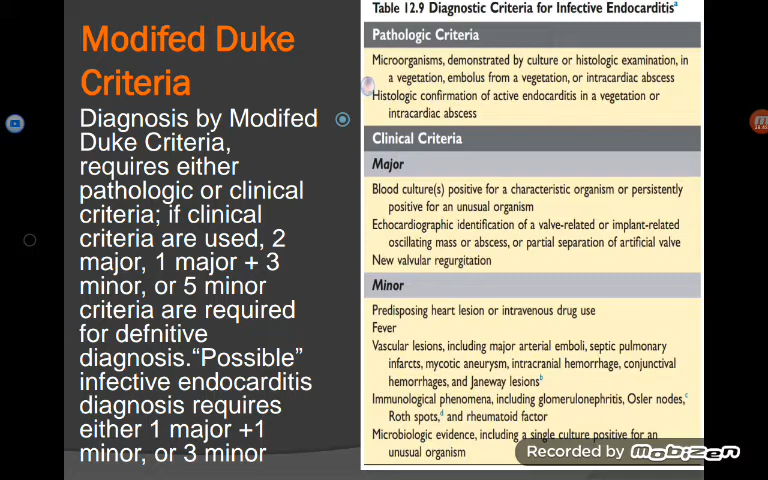 Modifed Duke
Criteria
Diagnosis by Modifed
Duke Criteria,
requires either
pathologic or clinical
criteria; if clinical
criteria are used, 2
major, 1 major + 3
minor, or 5 minor
criteria are required
for defnitive
diagnosis.“Possible”
infective endocarditis
diagnosis requires
either 1 major +1
minor, or 3 minor
Table 12.9 Diagnostic Criteria for Infective Endocarditisa
Pathologic Criteria
Microorganisms, demonstrated by culture or histologic examination, in
a vegetation, embolus from a vegetation, or intracardiac abscess
Histologic confirmation of active endocarditis in a vegetation or
intracardiac abscess
Clinical Criteria
Major
Blood culture(s) positive for a characteristic organism or persistently
positive for an unusual organism
Echocardiographic identification of a valve-related or implant-related
oscillating mass or abscess, or partial separation of artificial valve
New valvular regurgitation
Minor
Predisposing heart lesion or intravenous drug use
Fever
Vascular lesions, including major arterial emboli, septic pulmonary
infarcts, mycotic aneurysm, intracranial hemorrhage, conjunctival
hemorrhages, and Janeway lesionsb
Immunological phenomena, including glomerulonephritis, Osler nodes,c
Roth spots,d and rheumatoid factor
Microbiologic evidence, including a single culture positive for an
unusual organism
Recorded by mobizen